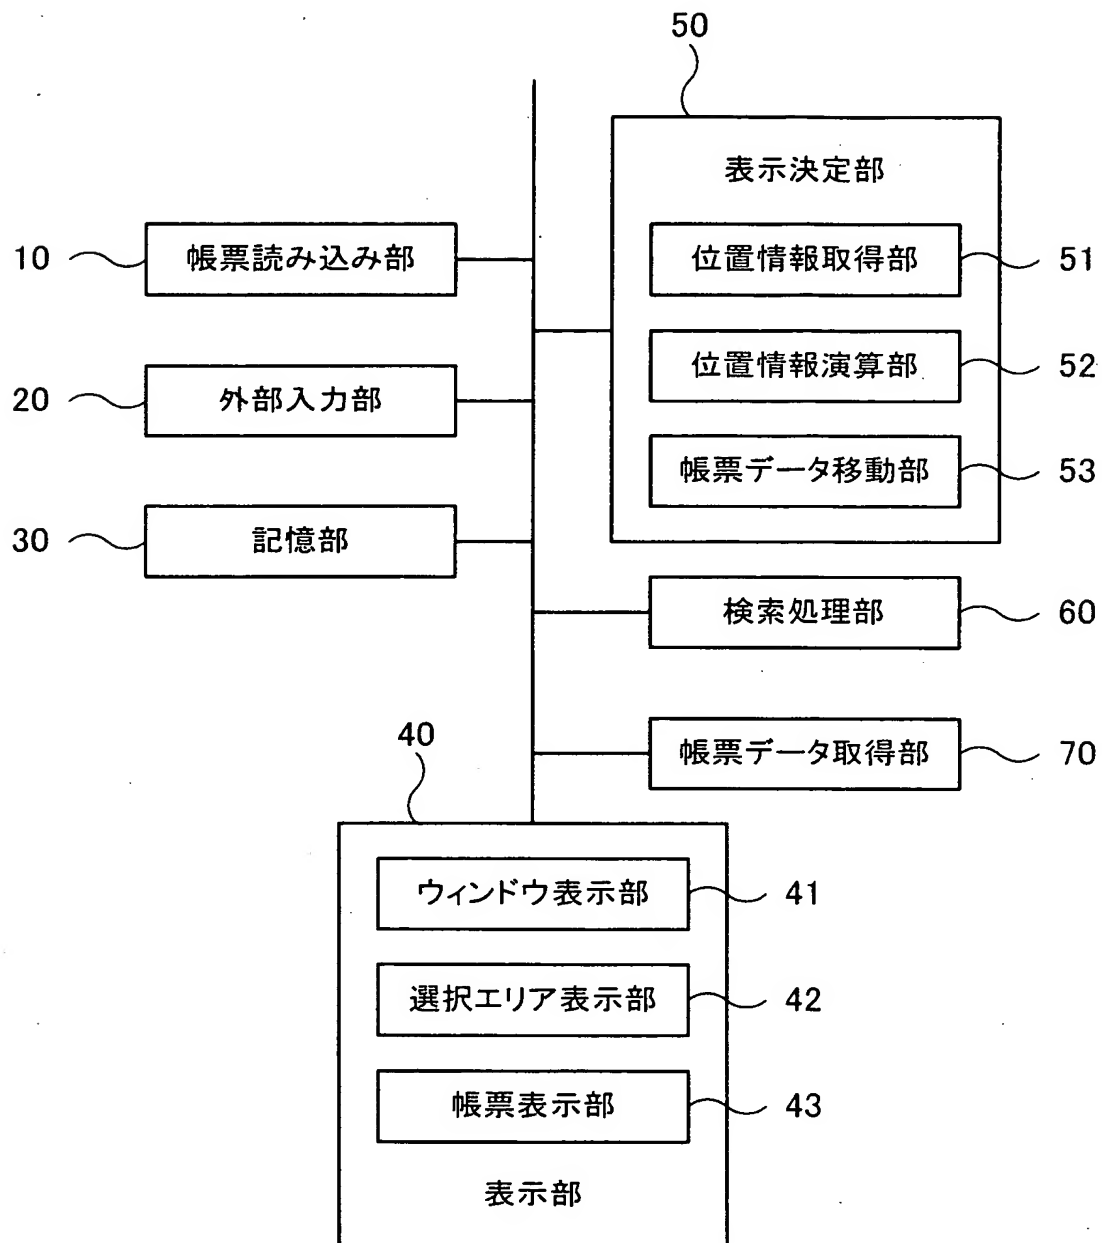 50
表示決定部
10 帳票読み込み部
位置情報取得部 51
20 外部入力部
位置情報演算部 52
30 記憶部
帳票データ移動部 53
検索処理部 60
帳票データ取得部 70
40
ウィンドウ表示部 41
選択エリア表示部 42
帳票表示部 43
表示部